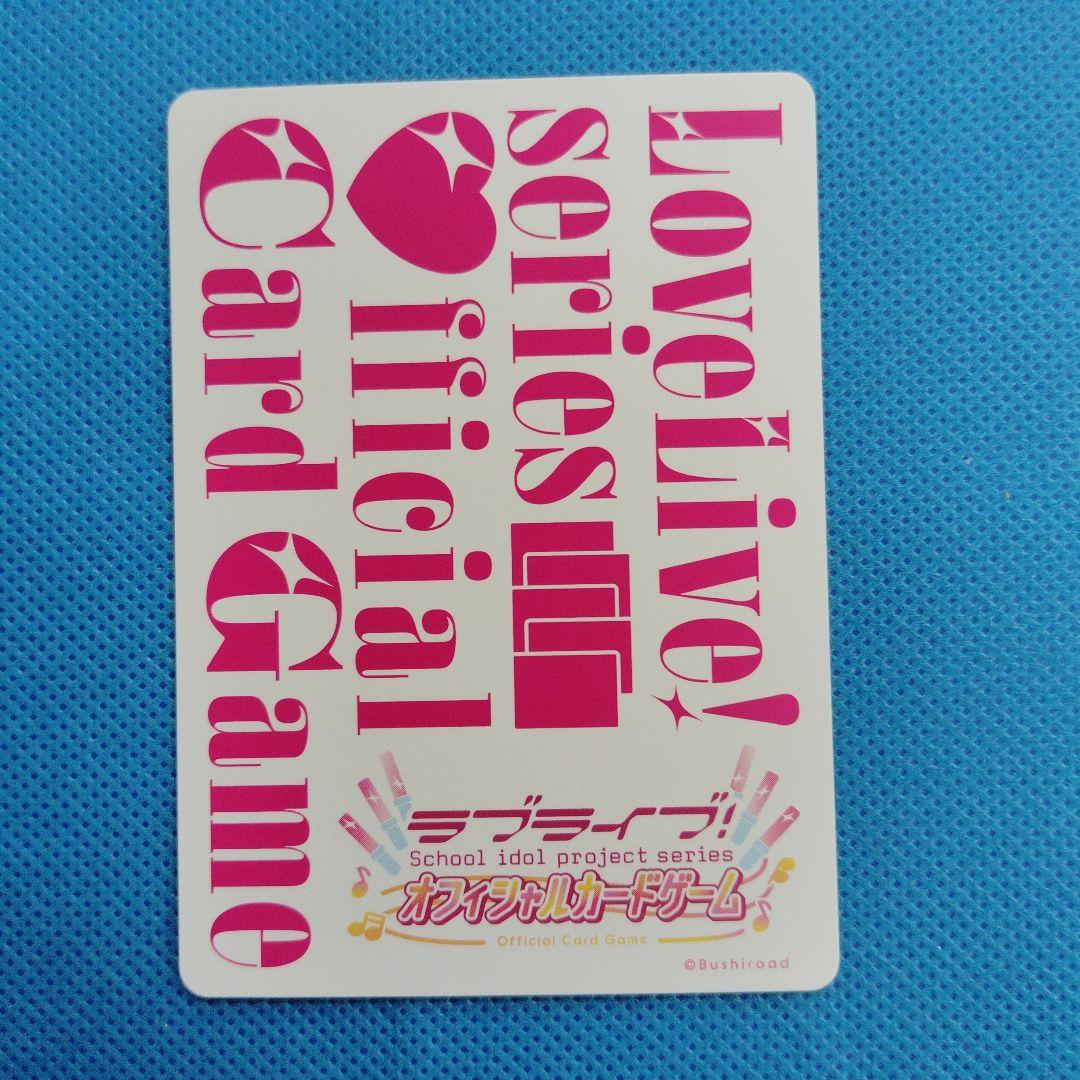 LoveLive!
series
Official
Card Game
ラブライブ!
School idol project series
オフィシャルカードゲーム
Official Card Game
©Bushiroad